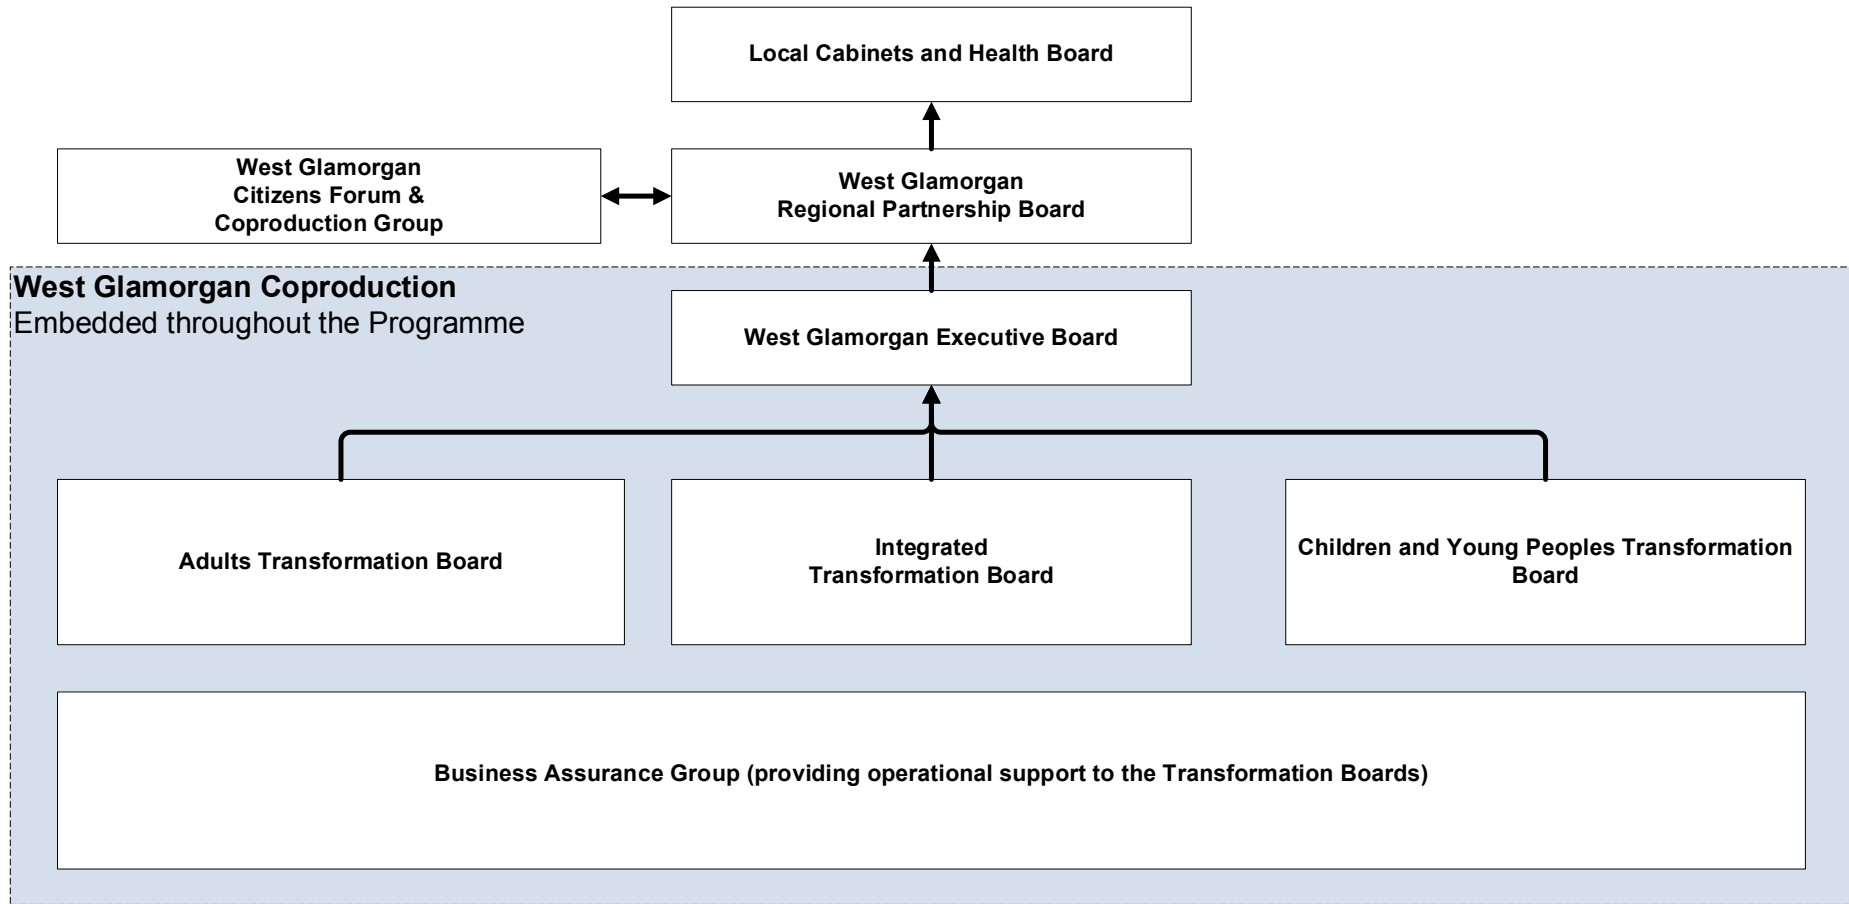 Local Cabinets and Health Board
West Glamorgan
Citizens Forum &
Coproduction Group
West Glamorgan
Regional Partnership Board
West Glamorgan Coproduction
Embedded throughout the Programme
West Glamorgan Executive Board
Adults Transformation Board
Integrated
Transformation Board
Children and Young Peoples Transformation
Board
Business Assurance Group (providing operational support to the Transformation Boards)